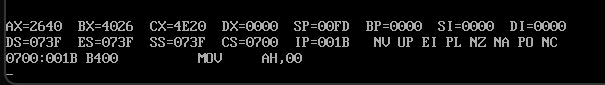 AX=2640 BX=4026 CX=4E20 DX=0000 SP=00FD BP=0000 SI=0000 DI=0000
DS=073F ES=073F SS=073F CS=0700 IP=001B NV UP EI PL NZ NA PO NC
0700:001B B400 MOV AH,00
_